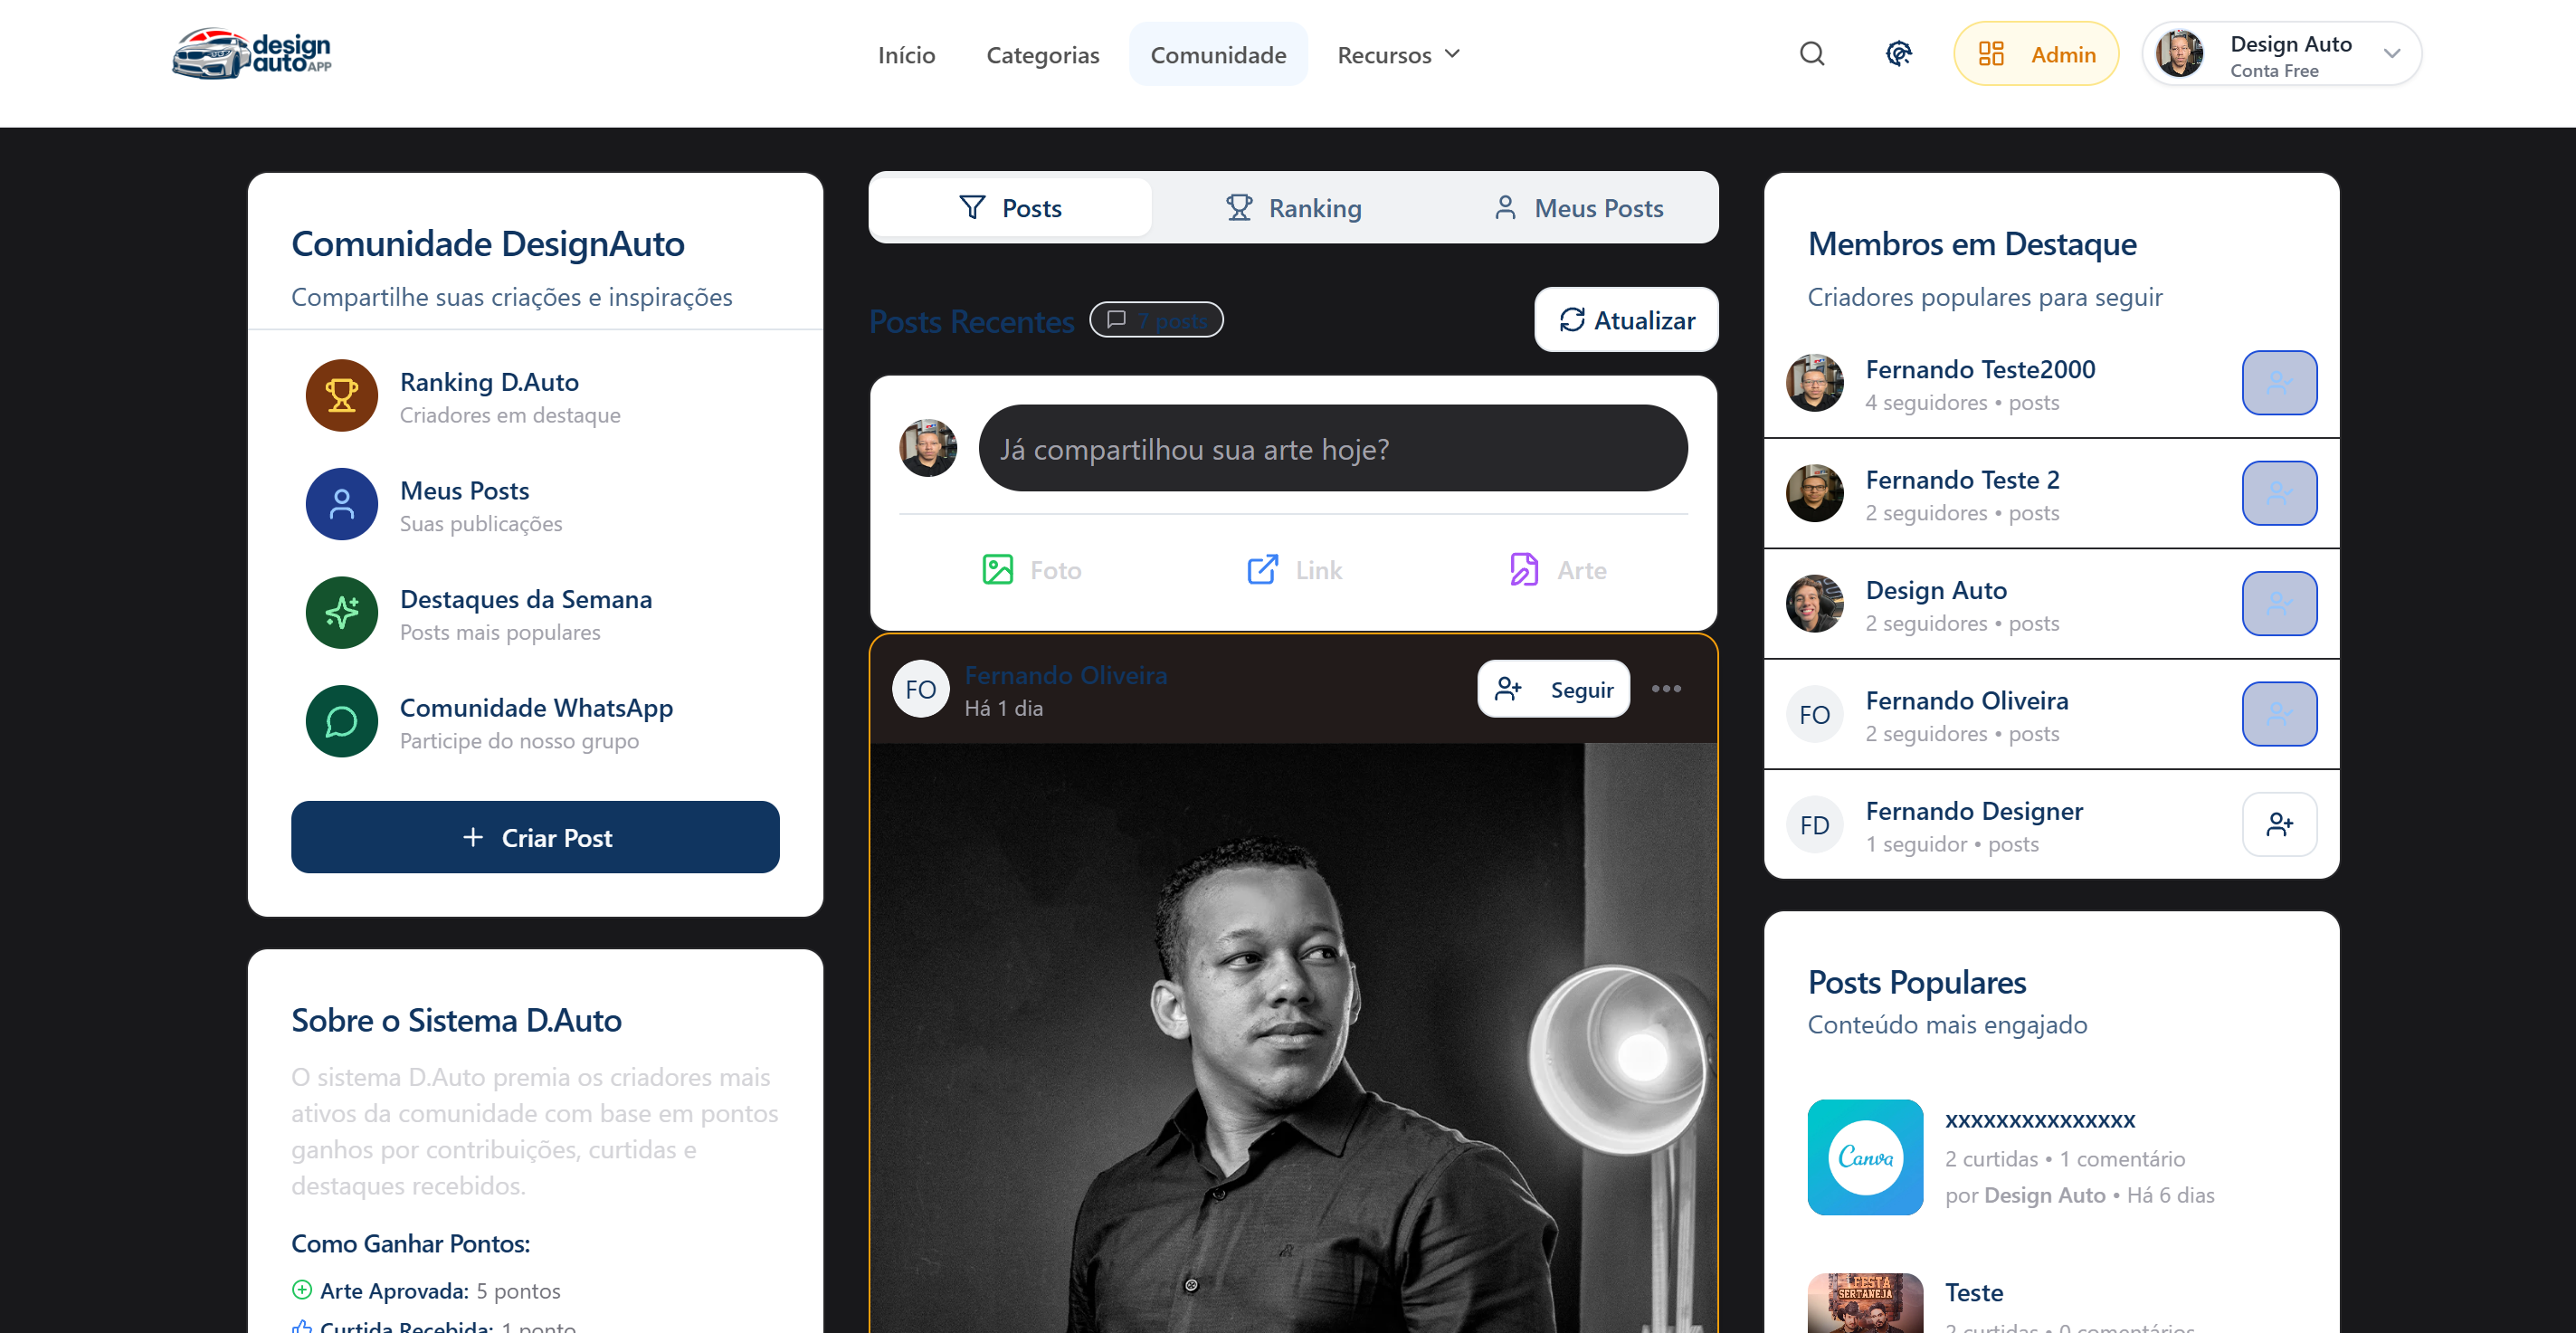 design
auto APP
Início
Categorias
Comunidade
Recursos
Admin
Design Auto
Conta Free
Comunidade DesignAuto
Compartilhe suas criações e inspirações
Ranking D.Auto
Criadores em destaque
Meus Posts
Suas publicações
Destaques da Semana
Posts mais populares
Comunidade WhatsApp
Participe do nosso grupo
Criar Post
Sobre o Sistema D.Auto
O sistema D.Auto premia os criadores mais
ativos da comunidade com base em pontos
ganhos por contribuições, curtidas e
destaques recebidos.
Como Ganhar Pontos:
Arte Aprovada: 5 pontos
Curtida Recebida: 1 ponto
Posts
Ranking
Meus Posts
Posts Recentes
7 posts
Atualizar
Já compartilhou sua arte hoje?
Foto
Link
Arte
FO
Fernando Oliveira
Há 1 dia
Seguir
Membros em Destaque
Criadores populares para seguir
Fernando Teste2000
4 seguidores • posts
Fernando Teste 2
2 seguidores • posts
Design Auto
2 seguidores • posts
FO
Fernando Oliveira
2 seguidores • posts
FD
Fernando Designer
1 seguidor • posts
Posts Populares
Conteúdo mais engajado
Canva
xxxxxxxxxxxxxxx
2 curtidas • 1 comentário
por Design Auto • Há 6 dias
FESTA
SERTANEJA
Teste
2 curtidas • 0 comentários